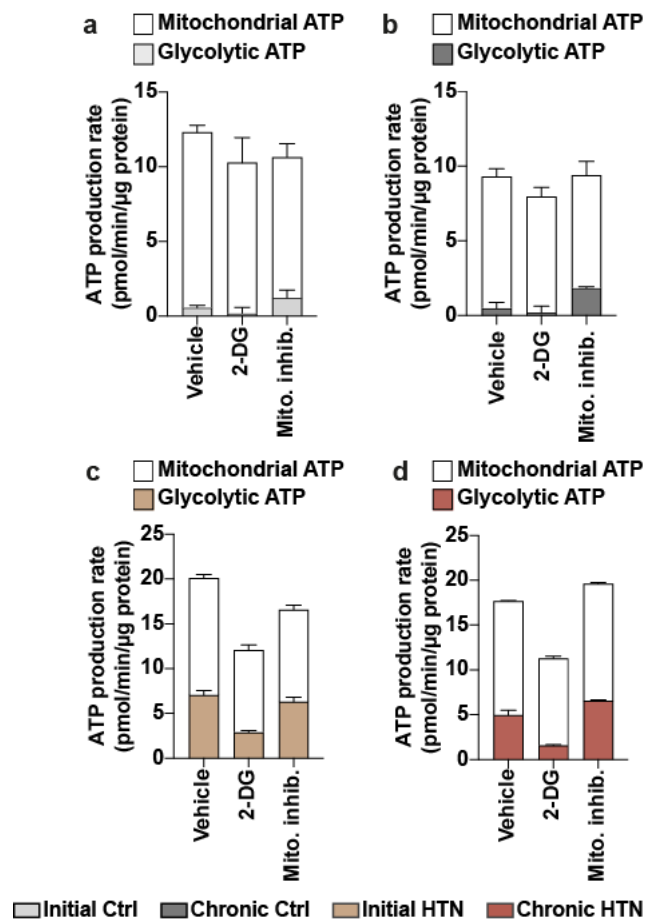 a
Mitochondrial ATP
Glycolytic ATP
ATP production rate
(pmol/min/µg protein)
15
10
5
0
Vehicle
2-DG
Mito. inhib.
b
Mitochondrial ATP
Glycolytic ATP
ATP production rate
(pmol/min/µg protein)
15
10
5
0
Vehicle
2-DG
Mito. inhib.
c
Mitochondrial ATP
Glycolytic ATP
ATP production rate
(pmol/min/µg protein)
25
20
15
10
5
0
Vehicle
2-DG
Mito. inhib.
d
Mitochondrial ATP
Glycolytic ATP
ATP production rate
(pmol/min/µg protein)
25
20
15
10
5
0
Vehicle
2-DG
Mito. inhib.
Initial Ctrl
Chronic Ctrl
Initial HTN
Chronic HTN